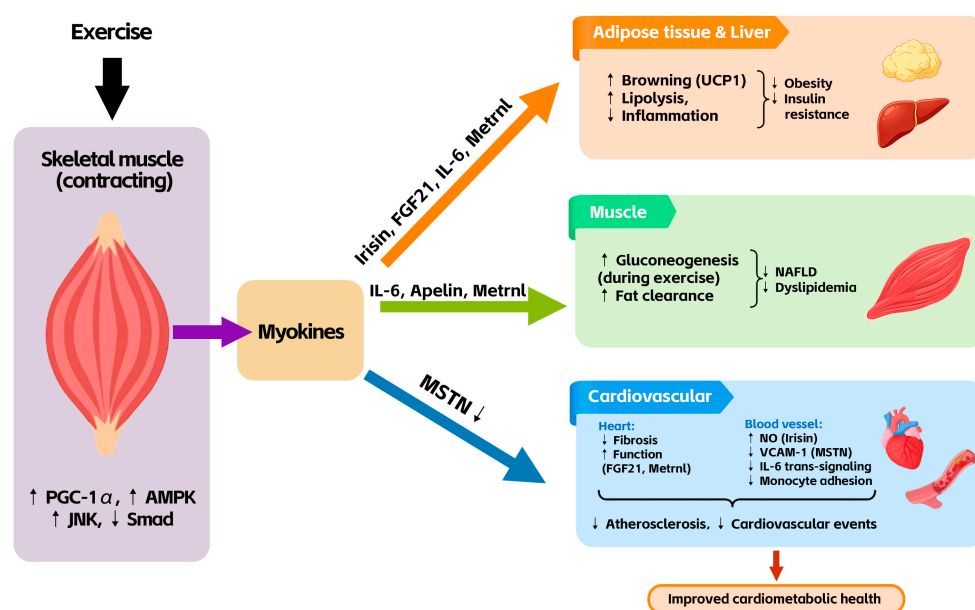 Exercise
Skeletal muscle
(contracting)
↑ PGC-1α, ↑ AMPK
↑ JNK, ↓ Smad
Myokines
Irisin, FGF21, IL-6, Metrnl
IL-6, Apelin, Metrnl
MSTN ↓
Adipose tissue & Liver
↑ Browning (UCP1)
↑ Lipolysis,
↓ Inflammation
↓ Obesity
↓ Insulin
resistance
Muscle
↑ Gluconeogenesis
(during exercise)
↑ Fat clearance
↓ NAFLD
↓ Dyslipidemia
Cardiovascular
Heart:
↓ Fibrosis
↑ Function
(FGF21, Metrnl)
Blood vessel:
↑ NO (Irisin)
↓ VCAM-1 (MSTN)
↓ IL-6 trans-signaling
↓ Monocyte adhesion
↓ Atherosclerosis, ↓ Cardiovascular events
Improved cardiometabolic health